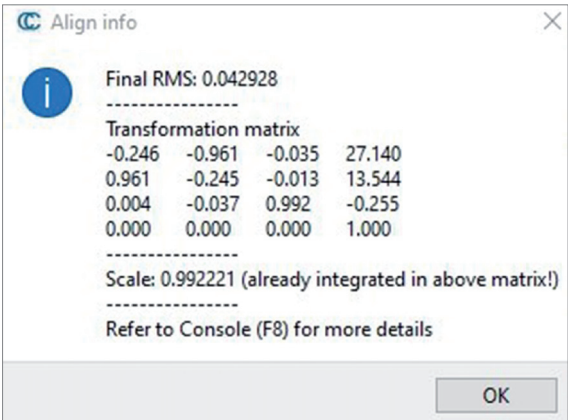 Align info
Final RMS: 0.042928
----------------
Transformation matrix
-0.246 -0.961 -0.035 27.140
0.961 -0.245 -0.013 13.544
0.004 -0.037 0.992 -0.255
0.000 0.000 0.000 1.000
----------------
Scale: 0.992221 (already integrated in above matrix!)
----------------
Refer to Console (F8) for more details
OK